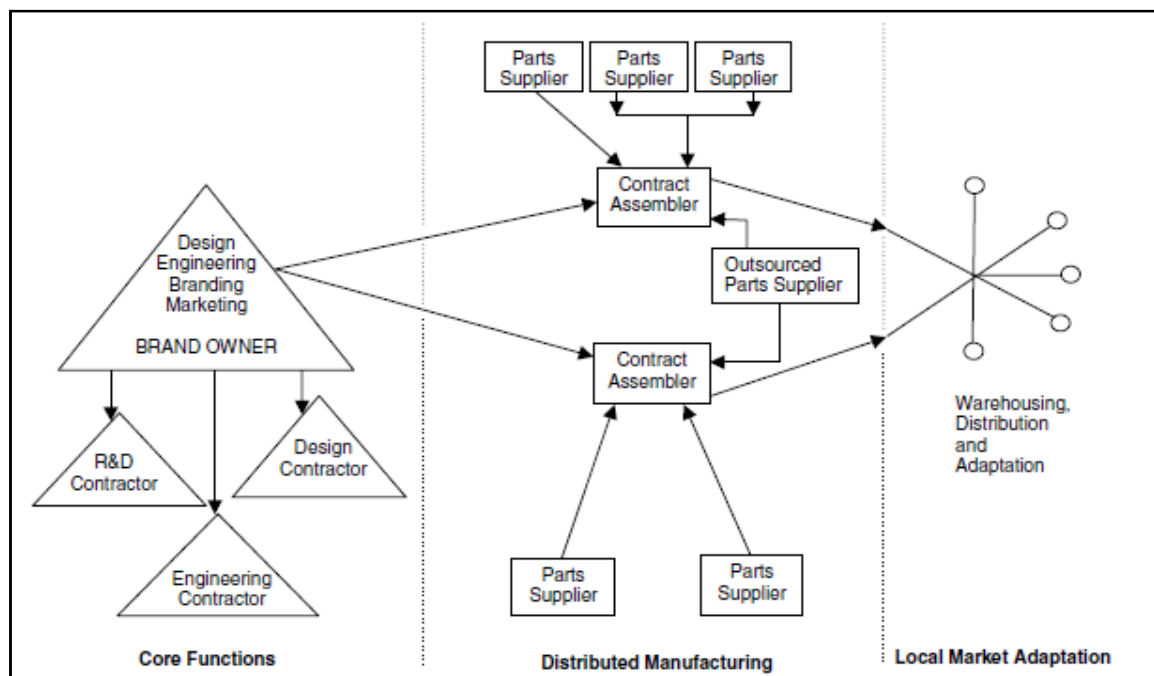 Parts
Supplier
Parts
Supplier
Parts
Supplier
Contract
Assembler
Design
Engineering
Branding
Marketing
BRAND OWNER
Outsourced
Parts Supplier
Contract
Assembler
R&D
Contractor
Design
Contractor
Engineering
Contractor
Parts
Supplier
Parts
Supplier
Warehousing,
Distribution
and
Adaptation
Core Functions
Distributed Manufacturing
Local Market Adaptation